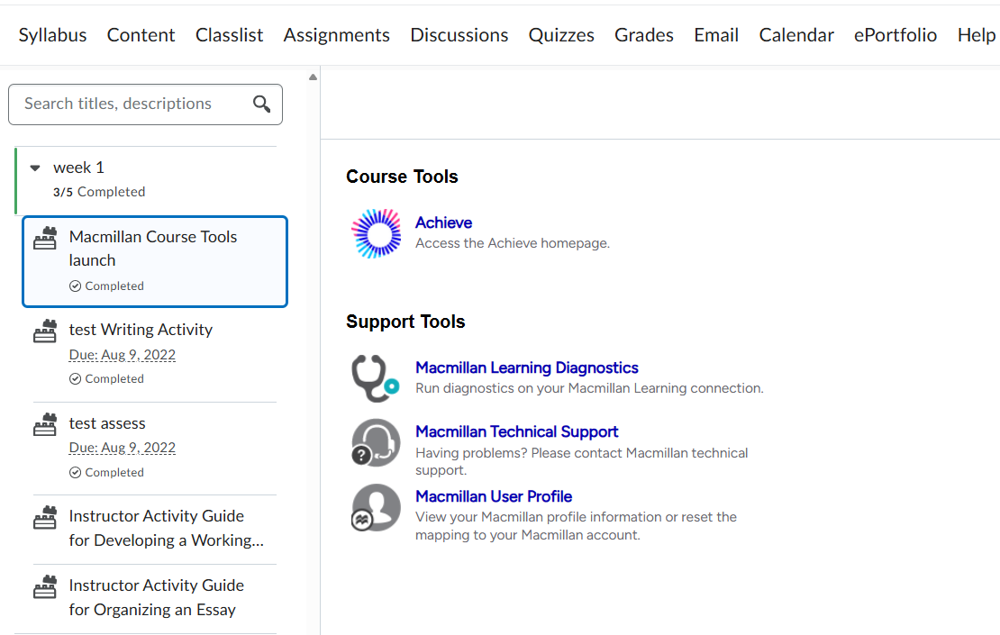 Syllabus Content Classlist Assignments Discussions Quizzes Grades Email Calendar ePortfolio Help
Search titles, descriptions
week 1
3/5 Completed
Macmillan Course Tools
launch
Completed
test Writing Activity
Due: Aug 9, 2022
Completed
test assess
Due: Aug 9, 2022
Completed
Instructor Activity Guide
for Developing a Working...
Instructor Activity Guide
for Organizing an Essay
Course Tools
Achieve
Access the Achieve homepage.
Support Tools
Macmillan Learning Diagnostics
Run diagnostics on your Macmillan Learning connection.
Macmillan Technical Support
Having problems? Please contact Macmillan technical
support.
Macmillan User Profile
View your Macmillan profile information or reset the
mapping to your Macmillan account.